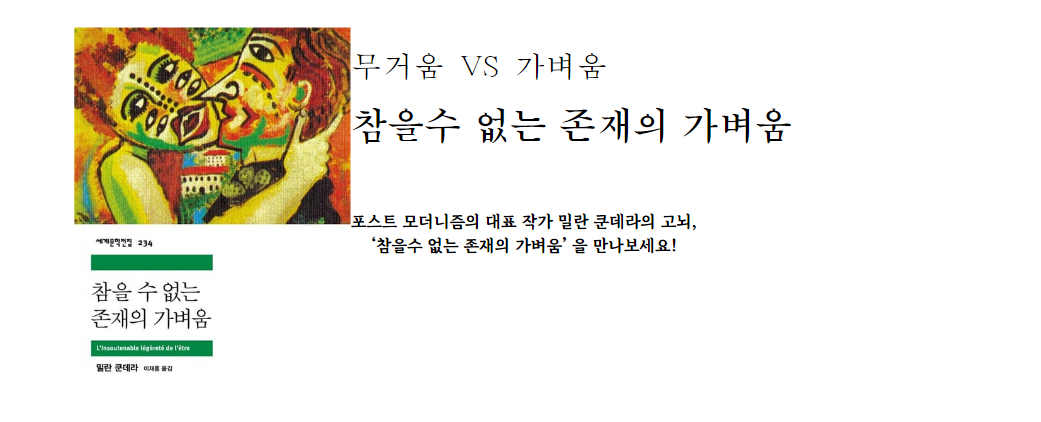 무거움 VS 가벼움
참을수 없는 존재의 가벼움
포스트 모더니즘의 대표 작가 밀란 쿤데라의 고뇌,
‘참을수 없는 존재의 가벼움’ 을 만나보세요!
세계문학전집 234
참을 수 없는
존재의 가벼움
L'insoutenable légèreté de l'être
밀란 쿤데라 이재룡 옮김